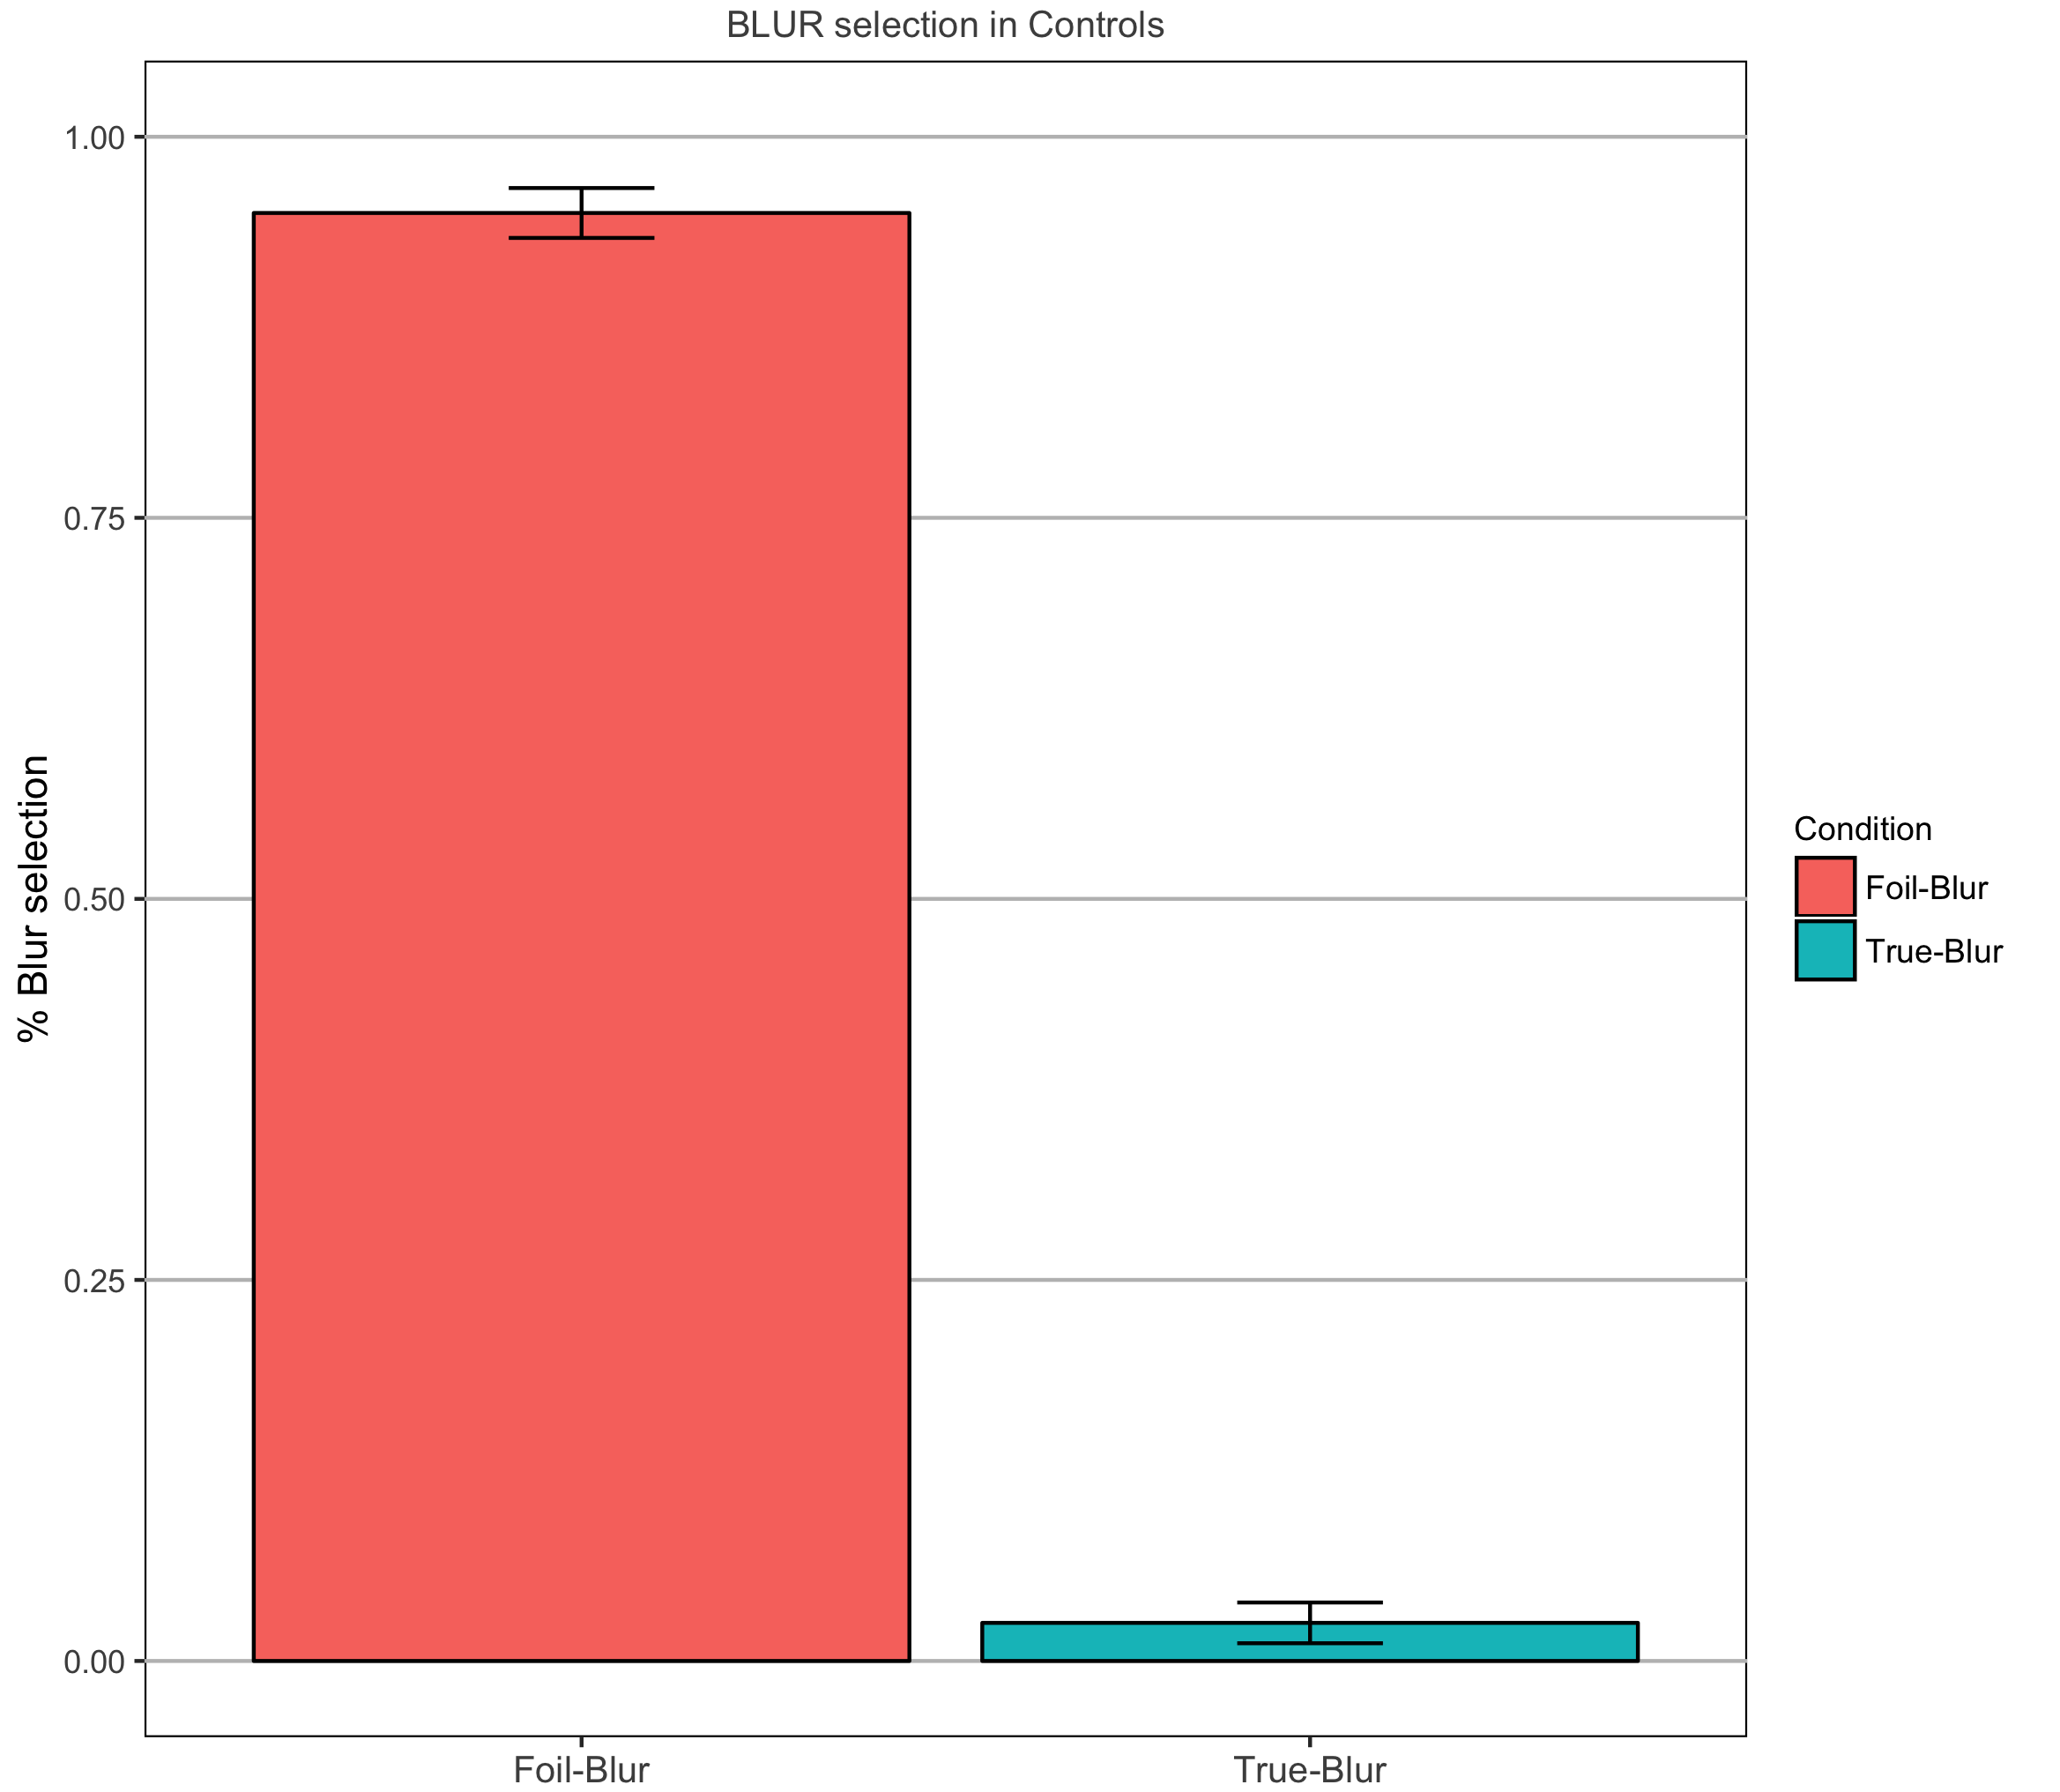 BLUR selection in Controls
% Blur selection
1.00
0.75
0.50
0.25
0.00
Foil-Blur
True-Blur
Condition
Foil-Blur
True-Blur